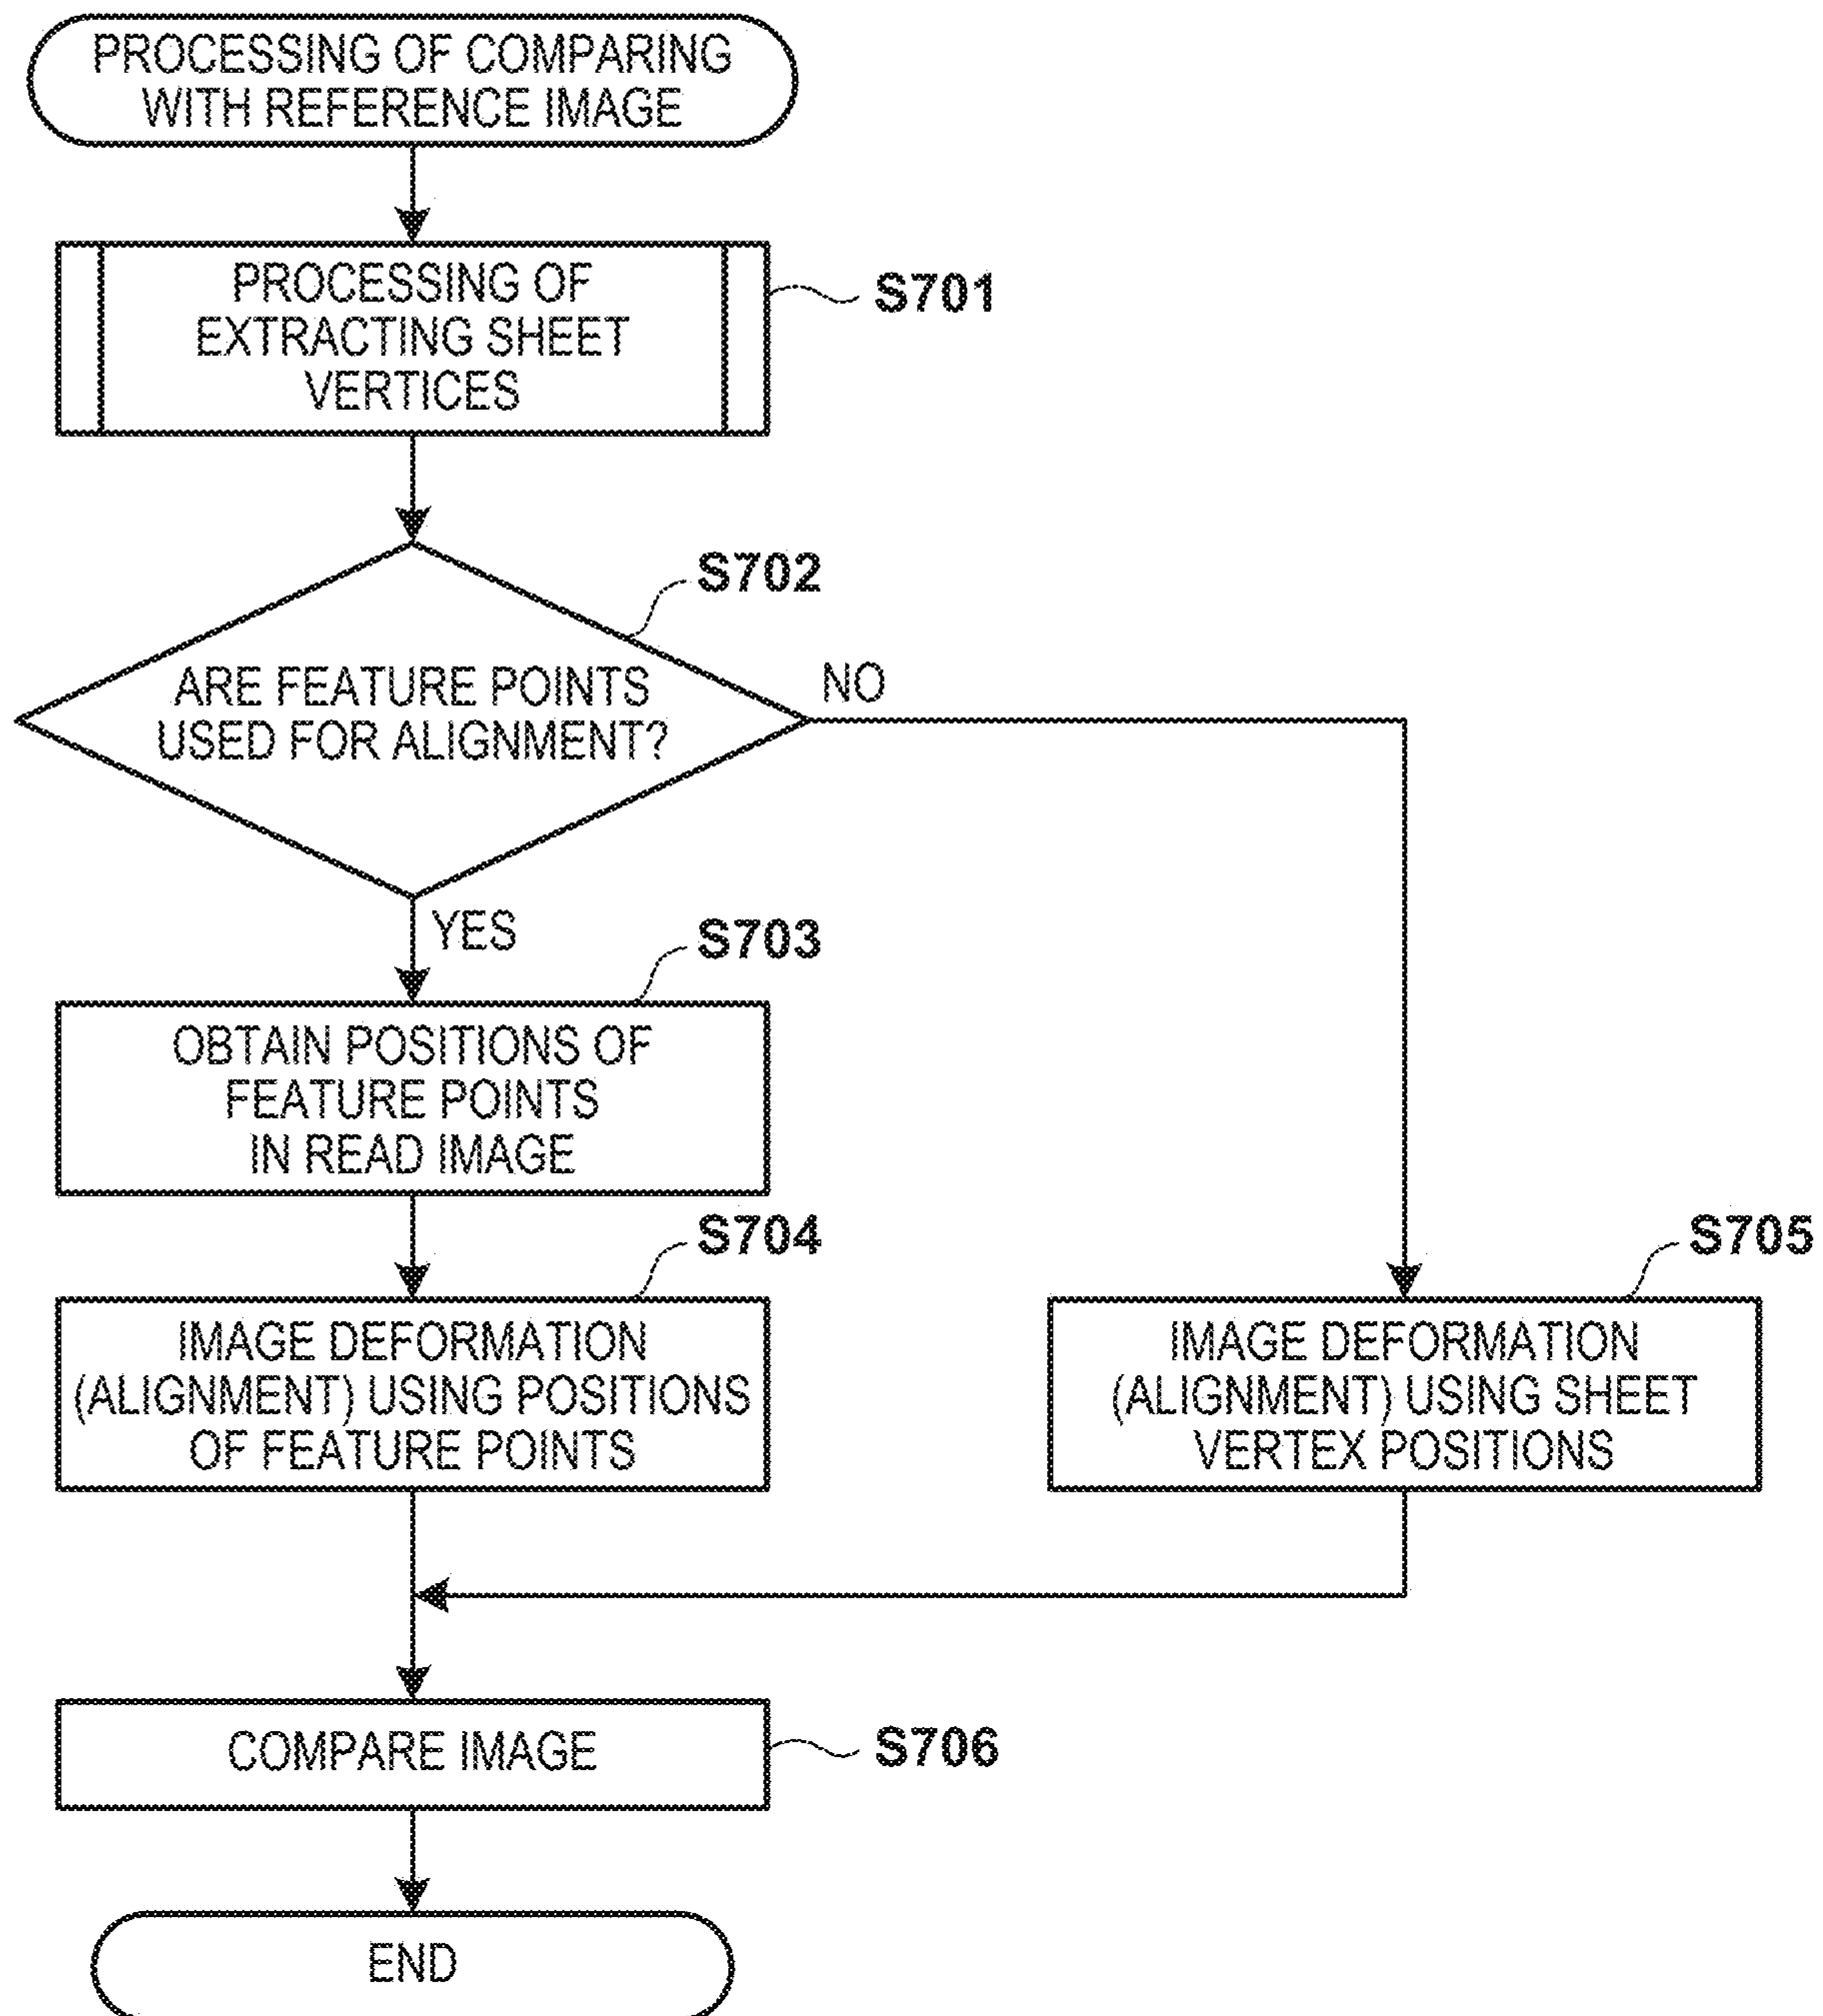 PROCESSING OF COMPARING
WITH REFERENCE IMAGE
PROCESSING OF
EXTRACTING SHEET
VERTICES
S701
S702
ARE FEATURE POINTS
USED FOR ALIGNMENT?
NO
YES
S703
OBTAIN POSITIONS OF
FEATURE POINTS
IN READ IMAGE
S704
IMAGE DEFORMATION
(ALIGNMENT) USING POSITIONS
OF FEATURE POINTS
S705
IMAGE DEFORMATION
(ALIGNMENT) USING SHEET
VERTEX POSITIONS
COMPARE IMAGE
S706
END